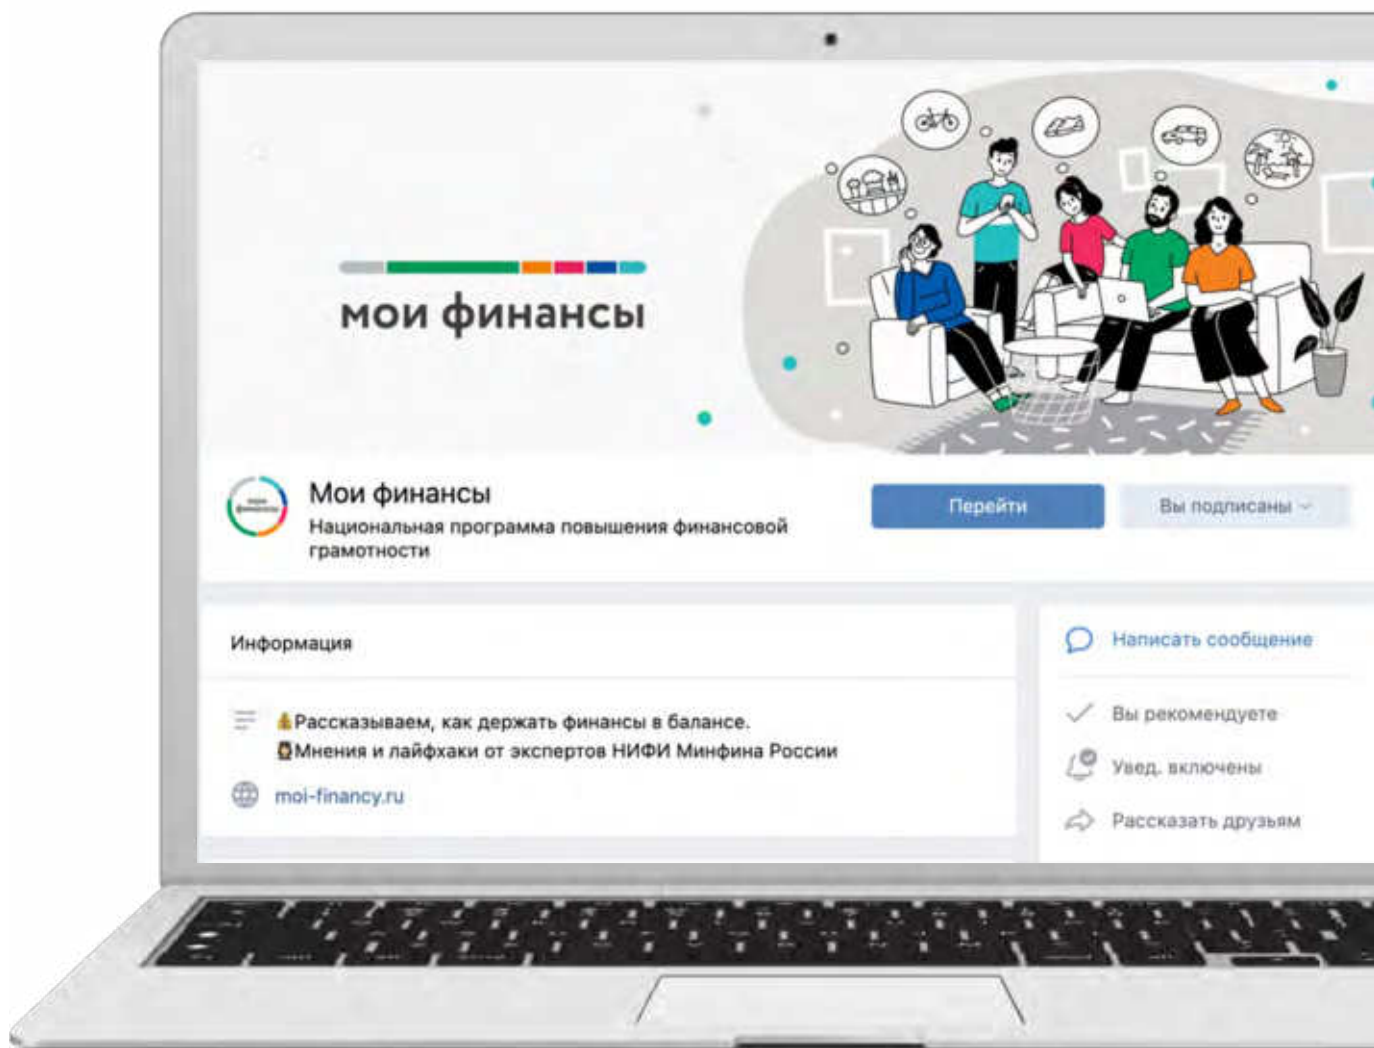 мои финансы
Мои финансы
Национальная программа повышения финансовой
грамотности
Перейти
Вы подписаны
Информация
Рассказываем, как держать финансы в балансе.
Мнения и лайфхаки от экспертов НИФИ Минфина России
moi-financy.ru
Написать сообщение
Вы рекомендуете
Увед. включены
Рассказать друзьям